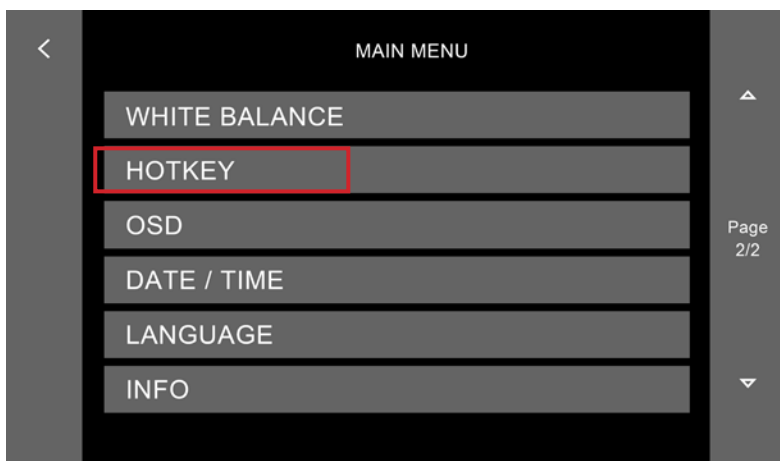 MAIN MENU
WHITE BALANCE
HOTKEY
OSD
DATE / TIME
LANGUAGE
INFO
Page
2/2